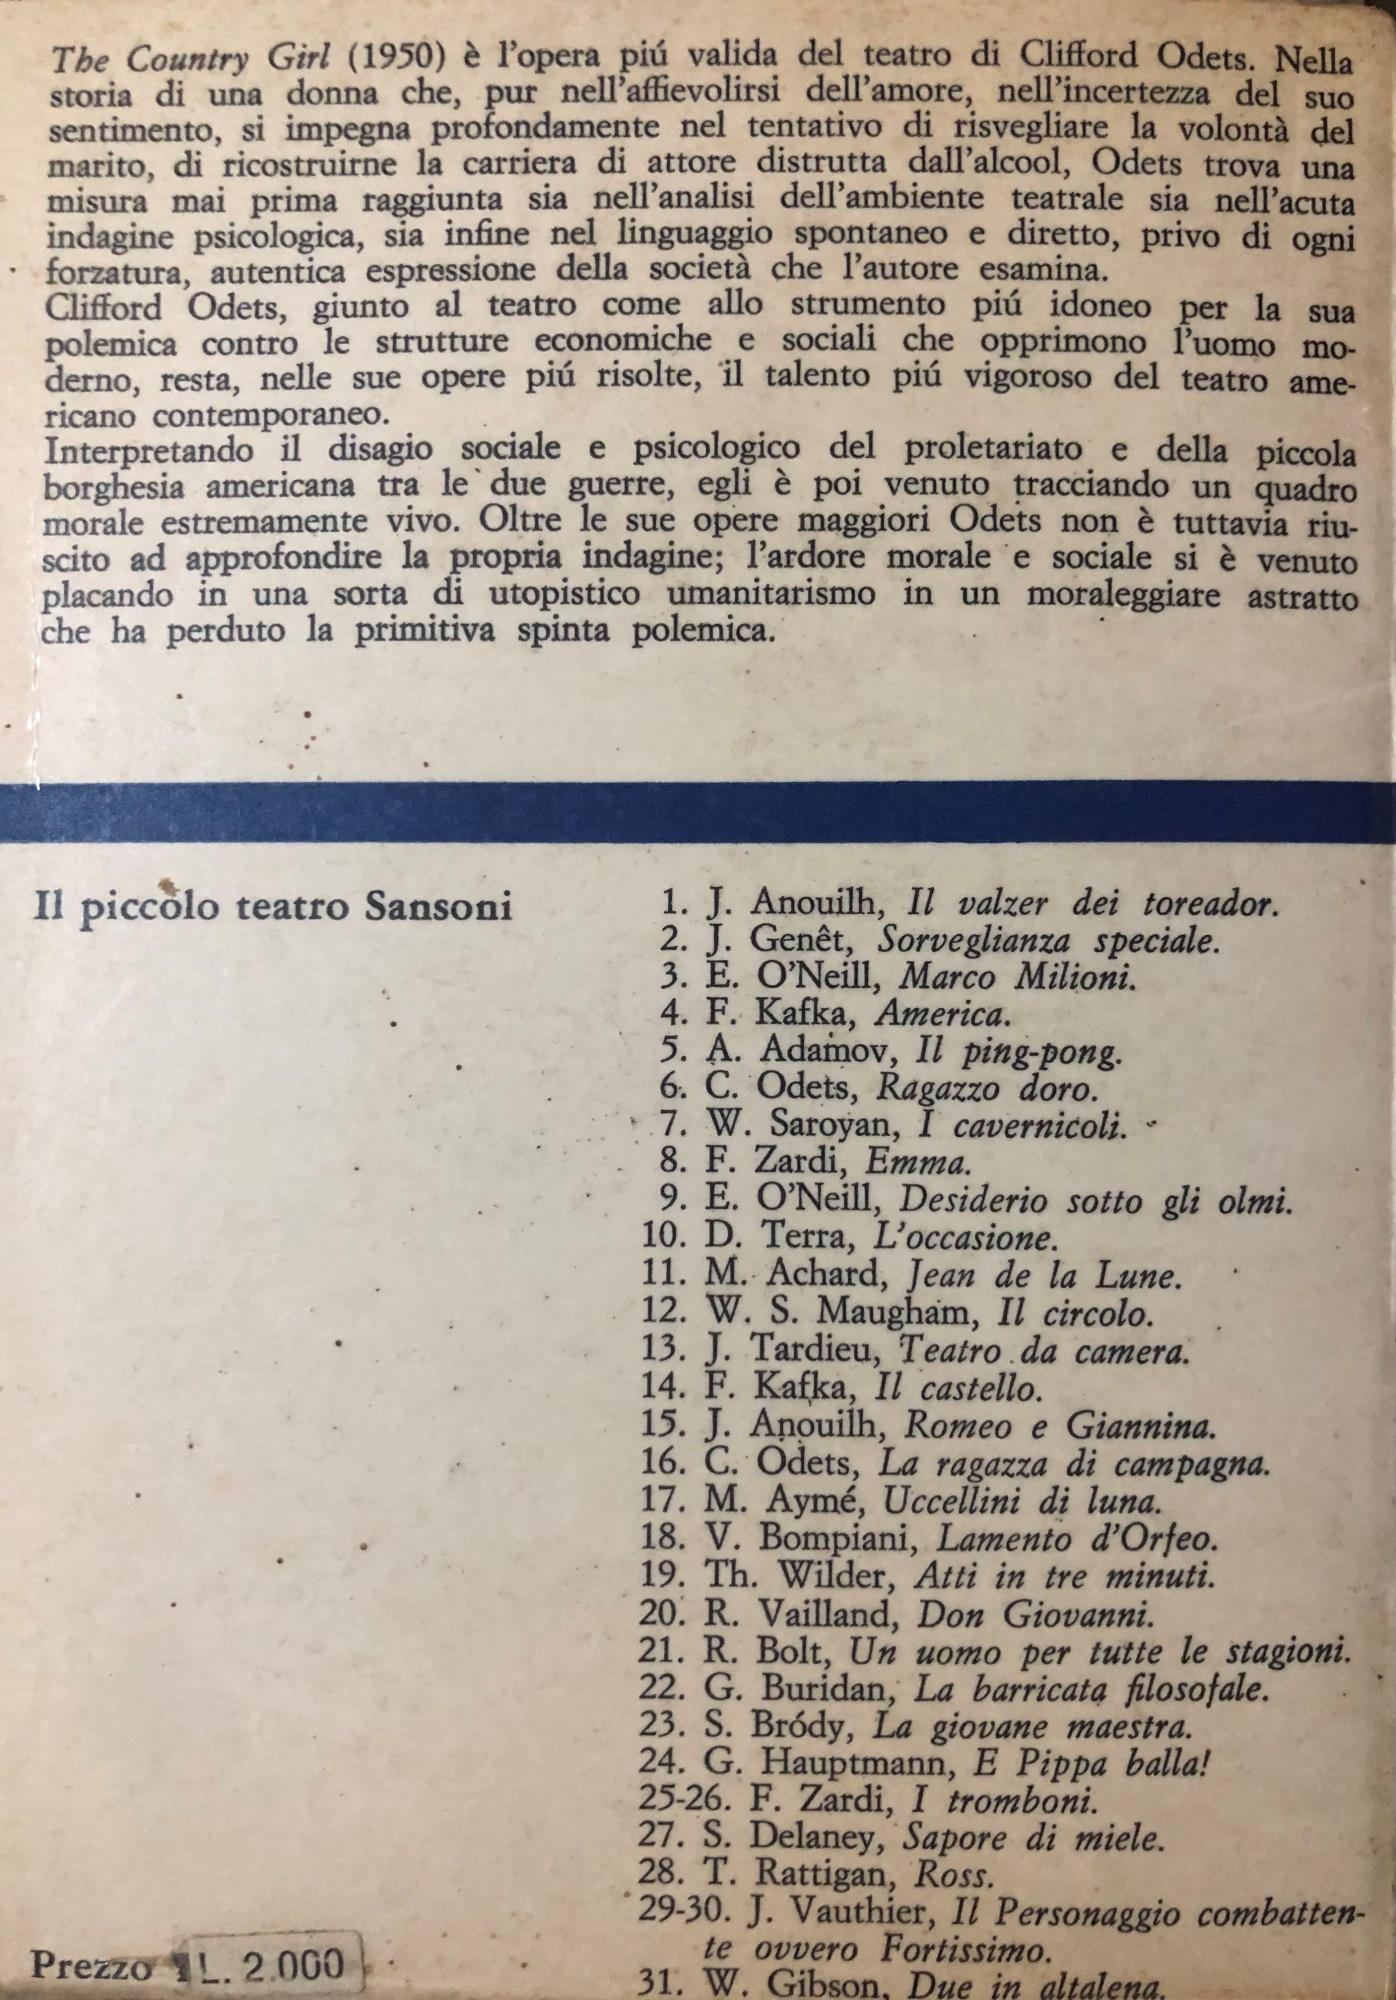 The Country Girl (1950) è l'opera piú valida del teatro di Clifford Odets. Nella
storia di una donna che, pur nell'affievolirsi dell'amore, nell'incertezza del suo
sentimento, si impegna profondamente nel tentativo di risvegliare la volontà del
marito, di ricostruirne la carriera di attore distrutta dall'alcool, Odets trova una
misura mai prima raggiunta sia nell'analisi dell'ambiente teatrale sia nell'acuta
indagine psicologica, sia infine nel linguaggio spontaneo e diretto, privo di ogni
forzatura, autentica espressione della società che l'autore esamina.
Clifford Odets, giunto al teatro come allo strumento piú idoneo per la sua
polemica contro le strutture economiche e sociali che opprimono l'uomo mo-
derno, resta, nelle sue opere piú risolte, il talento piú vigoroso del teatro ame-
ricano contemporaneo.
Interpretando il disagio sociale e psicologico del proletariato e della piccola
borghesia americana tra le due guerre, egli è poi venuto tracciando un quadro
morale estremamente vivo. Oltre le sue opere maggiori Odets non è tuttavia riu-
scito ad approfondire la propria indagine; l'ardore morale e sociale si è venuto
placando in una sorta di utopistico umanitarismo in un moraleggiare astratto
che ha perduto la primitiva spinta polemica.
Il piccolo teatro Sansoni
1. J. Anouilh, Il valzer dei toreador.
2. J. Genêt, Sorveglianza speciale.
3. E. O'Neill, Marco Milioni.
4. F. Kafka, America.
5. A. Adamov, Il ping-pong.
6. C. Odets, Ragazzo doro.
7. W. Saroyan, I cavernicoli.
8. F. Zardi, Emma.
9. E. O'Neill, Desiderio sotto gli olmi.
10. D. Terra, L'occasione.
11. M. Achard, Jean de la Lune.
12. W. S. Maugham, Il circolo.
13. J. Tardieu, Teatro da camera.
14. F. Kafka, Il castello.
15. J. Anouilh, Romeo e Giannina.
16. C. Odets, La ragazza di campagna.
17. M. Aymé, Uccellini di luna.
18. V. Bompiani, Lamento d'Orfeo.
19. Th. Wilder, Atti in tre minuti.
20. R. Vailland, Don Giovanni.
21. R. Bolt, Un uomo per tutte le stagioni.
22. G. Buridan, La barricata filosofale.
23. S. Bródy, La giovane maestra.
24. G. Hauptmann, E Pippa balla!
25-26. F. Zardi, I tromboni.
27. S. Delaney, Sapore di miele.
28. T. Rattigan, Ross.
29-30. J. Vauthier, Il Personaggio combatten-
te ovvero Fortissimo.
31. W. Gibson, Due in altalena.
Prezzo L. 2.000